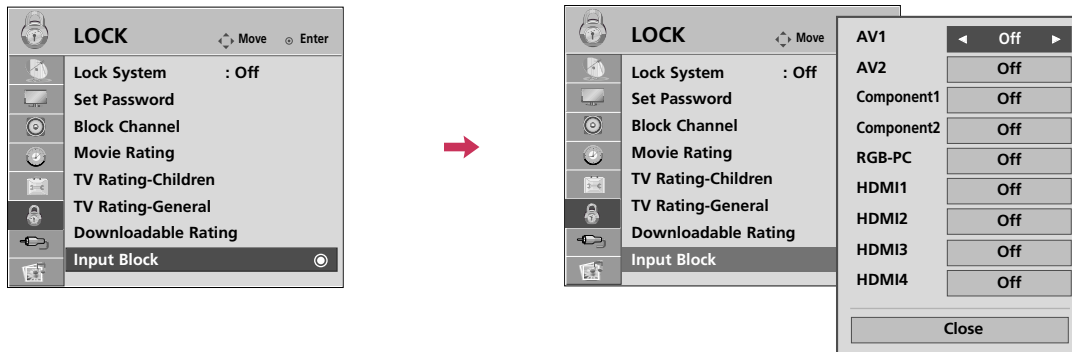 LOCK Move Enter
Lock System : Off
Set Password
Block Channel
Movie Rating
TV Rating-Children
TV Rating-General
Downloadable Rating
Input Block
LOCK Move
Lock System : Off
Set Password
Block Channel
Movie Rating
TV Rating-Children
TV Rating-General
Downloadable Rating
Input Block
AV1 ◄ Off ►
AV2 Off
Component1 Off
Component2 Off
RGB-PC Off
HDMI1 Off
HDMI2 Off
HDMI3 Off
HDMI4 Off
Close